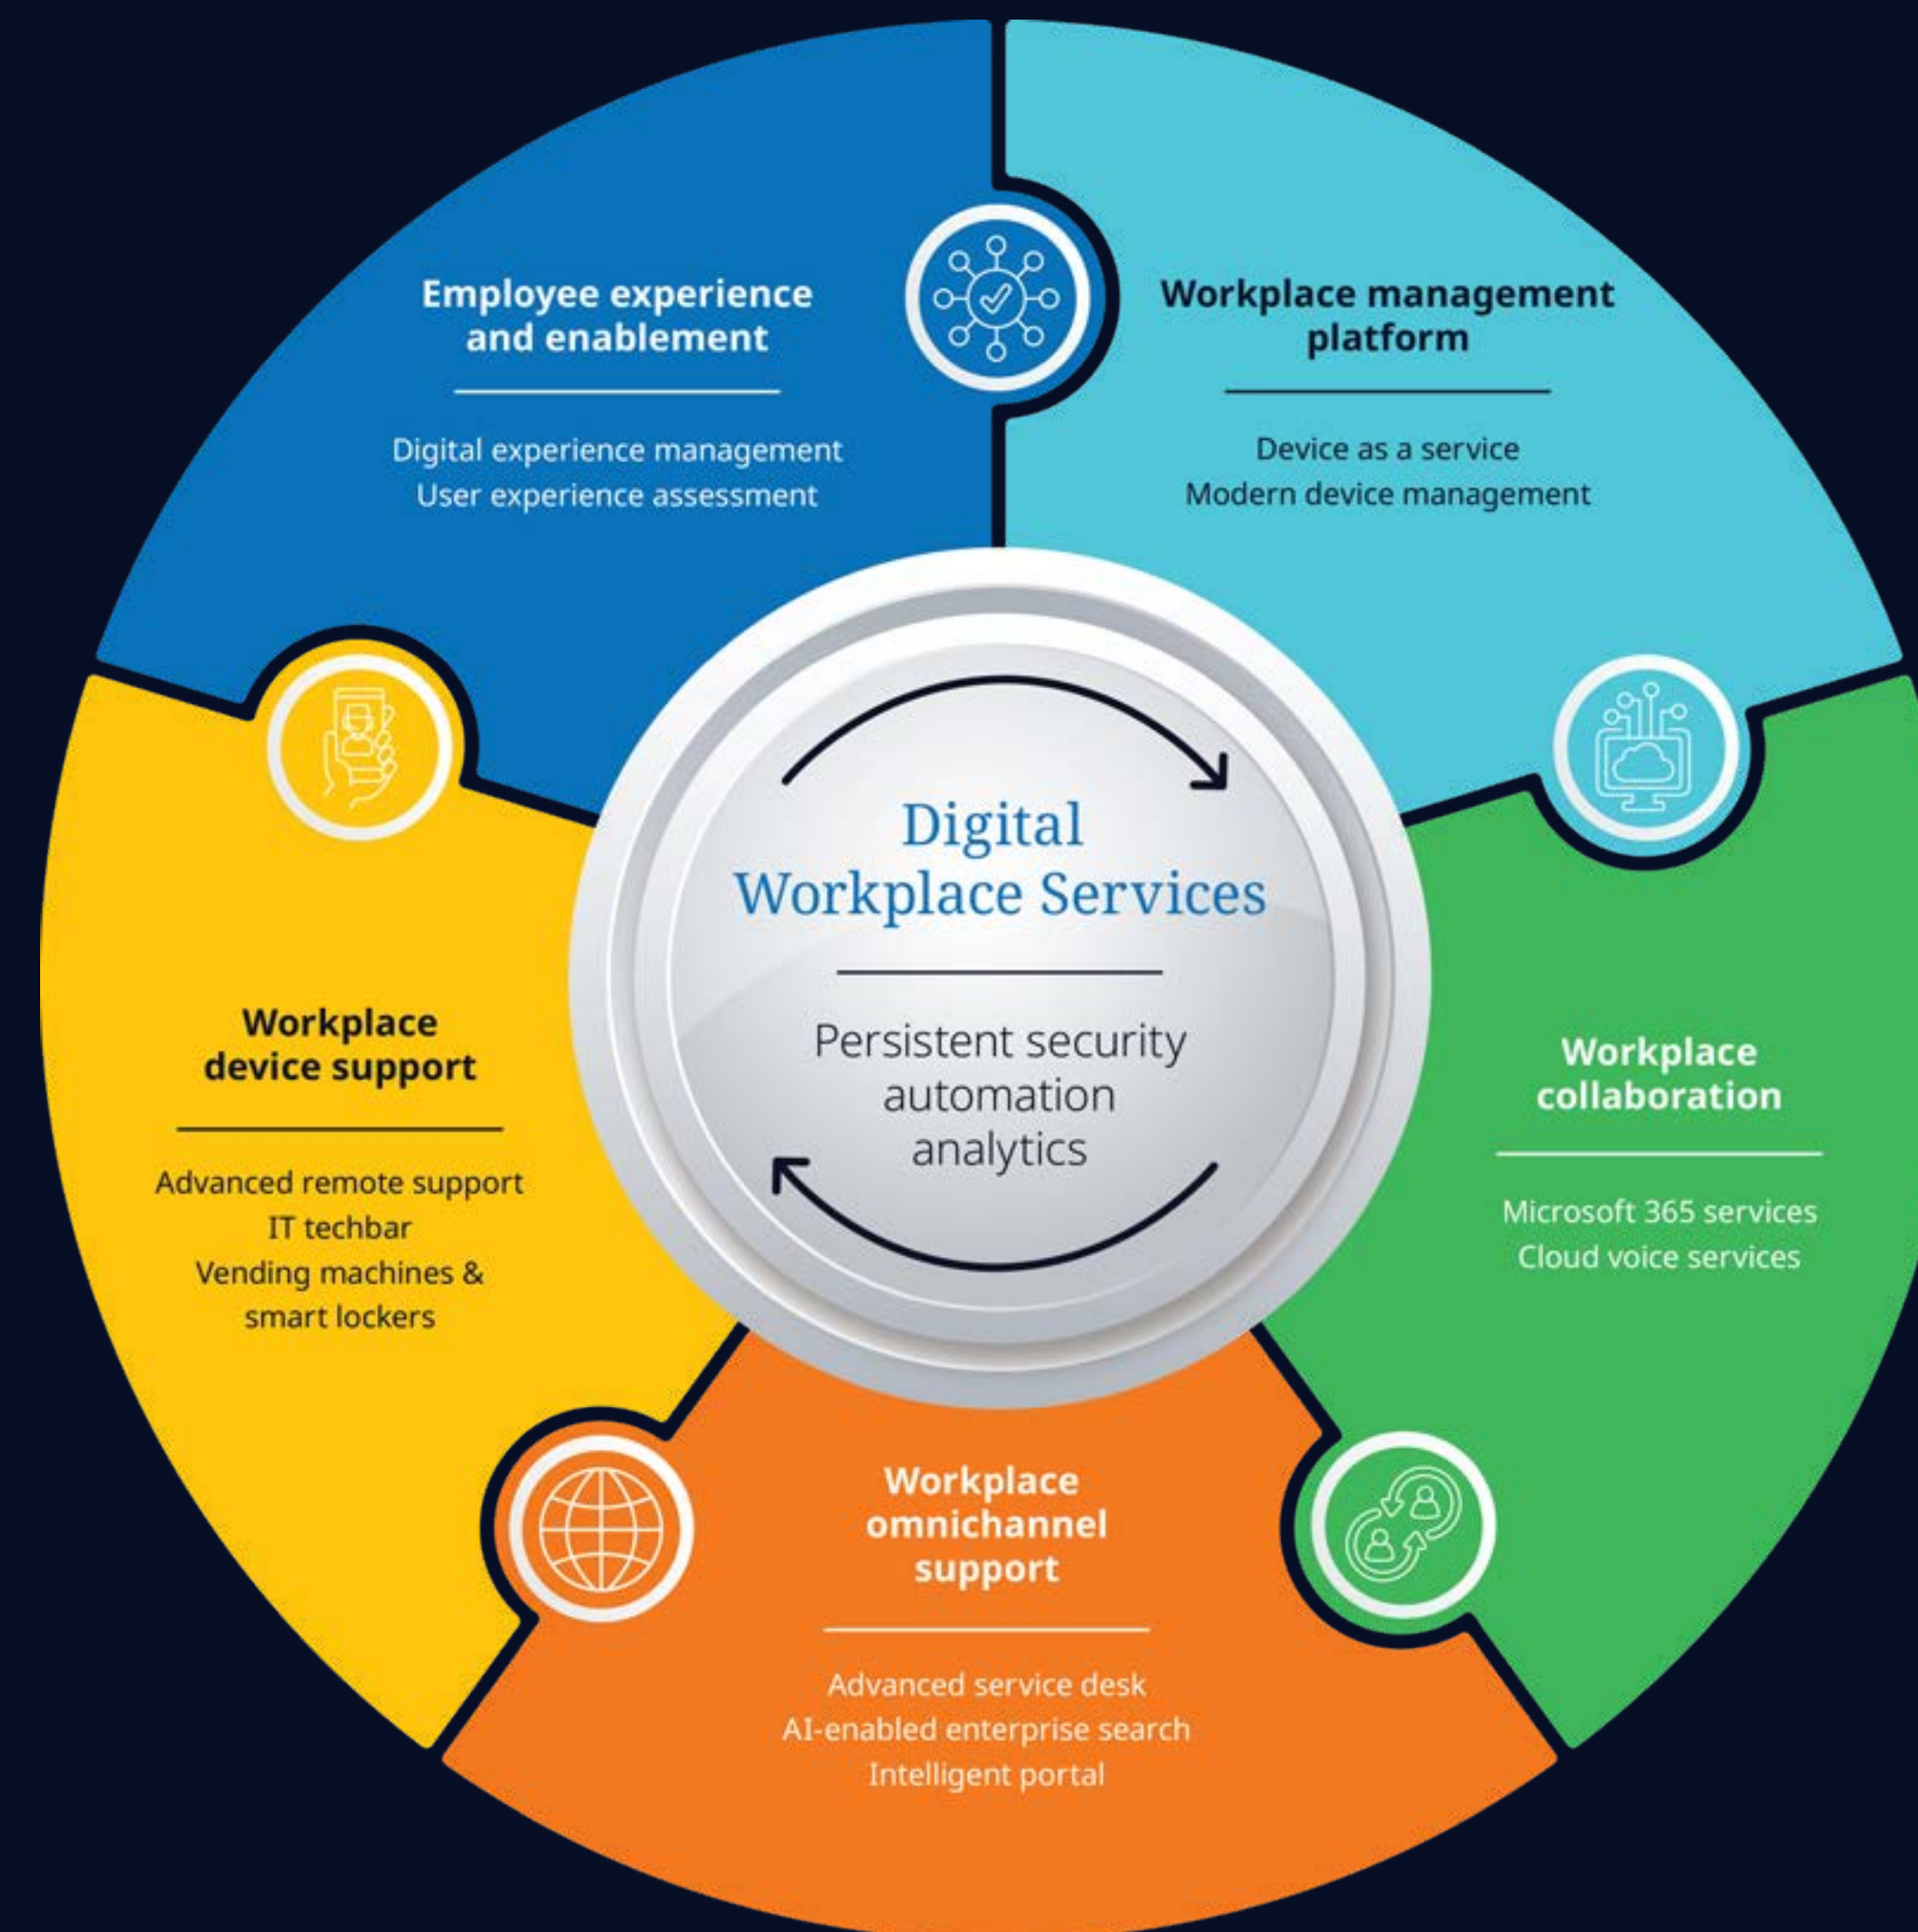 Employee experience
and enablement
Digital experience management
User experience assessment
Workplace management
platform
Device as a service
Modern device management
Digital
Workplace Services
Persistent security
automation
analytics
Workplace
device support
Advanced remote support
IT techbar
Vending machines &
smart lockers
Workplace
collaboration
Microsoft 365 services
Cloud voice services
Workplace
omnichannel
support
Advanced service desk
AI-enabled enterprise search
Intelligent portal